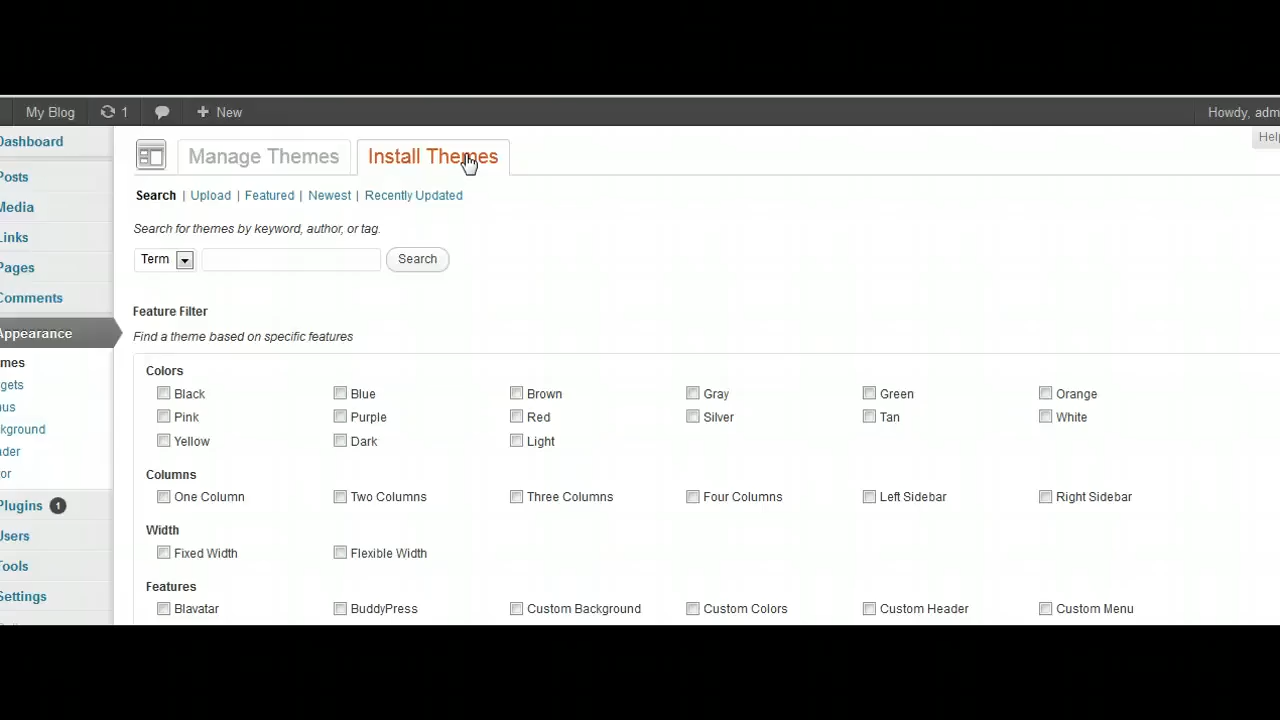 My Blog 1 + New Howdy, adm
Dashboard
Manage Themes Install Themes
Help
Posts
Search | Upload | Featured | Newest | Recently Updated
Media
Search for themes by keyword, author, or tag.
Links
Term Search
Pages
Comments
Feature Filter
Appearance
Find a theme based on specific features
mes
Colors
gets
Black Blue Brown Gray Green Orange
us
Pink Purple Red Silver Tan White
kground
Yellow Dark Light
der
or
Columns
One Column Two Columns Three Columns Four Columns Left Sidebar Right Sidebar
Plugins 1
Width
Users
Fixed Width Flexible Width
Tools
Features
Settings
Blavatar BuddyPress Custom Background Custom Colors Custom Header Custom Menu